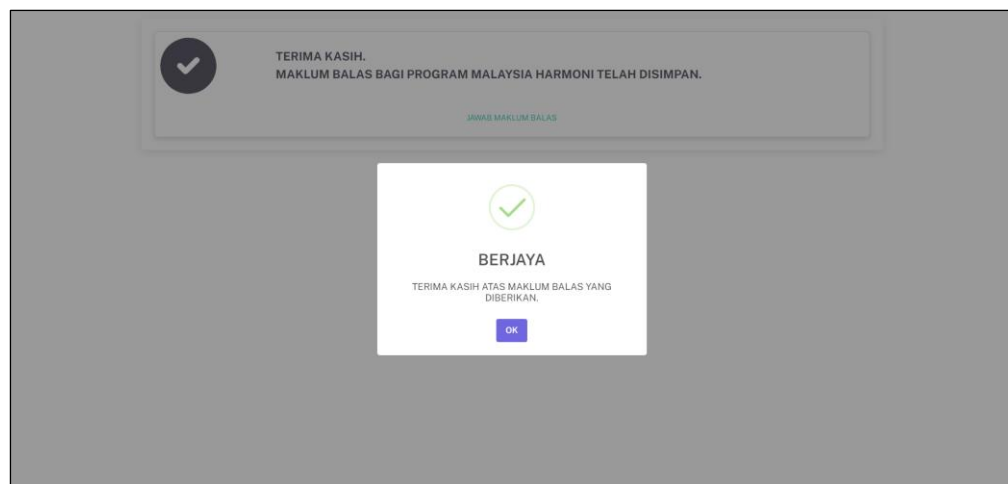 TERIMA KASIH.
MAKLUM BALAS BAGI PROGRAM MALAYSIA HARMONI TELAH DISIMPAN.
JAWAB MAKLUM BALAS
BERJAYA
TERIMA KASIH ATAS MAKLUM BALAS YANG
DIBERIKAN.
OK